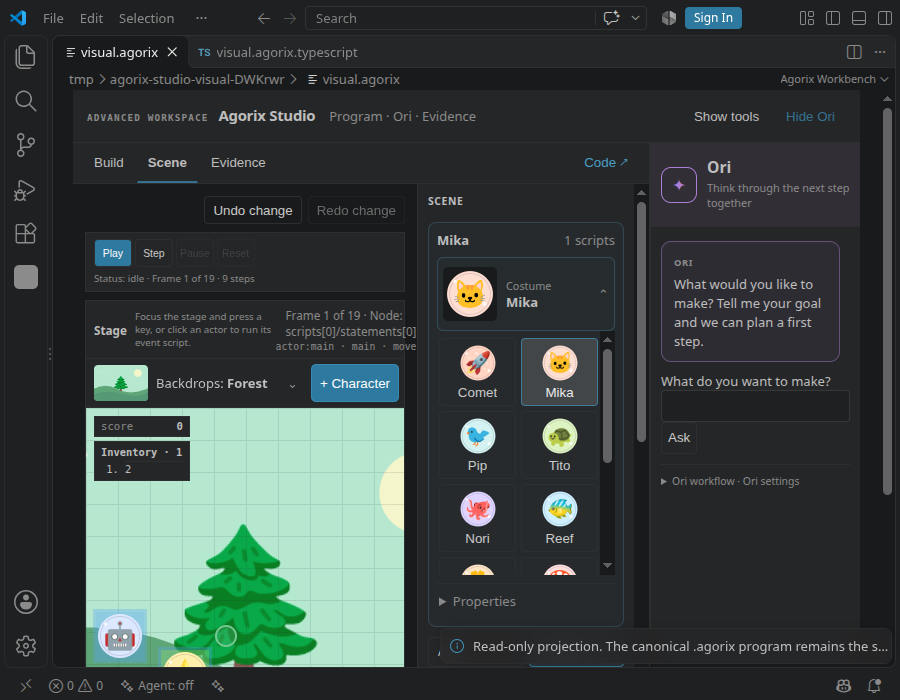 File Edit Selection ··· Search Sign In
visual.agorix TS visual.agorix.typescript
tmp > agorix-studio-visual-DWKrwr > visual.agorix Agorix Workbench
ADVANCED WORKSPACE Agorix Studio Program · Ori · Evidence Show tools Hide Ori
Build Scene Evidence Code ↗
Undo change Redo change
Play Step Pause Reset
Status: idle · Frame 1 of 19 · 9 steps
Stage
Focus the stage and press a
key, or click an actor to run its
event script.
Frame 1 of 19 · Node:
scripts[0]/statements[0]
actor:main · main · move
Backdrops: Forest + Character
score 0
Inventory · 1
1. 2
SCENE
Mika 1 scripts
Costume
Mika
Comet Mika
Pip Tito
Nori Reef
Properties
Ori
Think through the next step
together
ORI
What would you like to
make? Tell me your goal
and we can plan a first
step.
What do you want to make?
Ask
Ori workflow · Ori settings
Read-only projection. The canonical .agorix program remains the s...
0 0 Agent: off